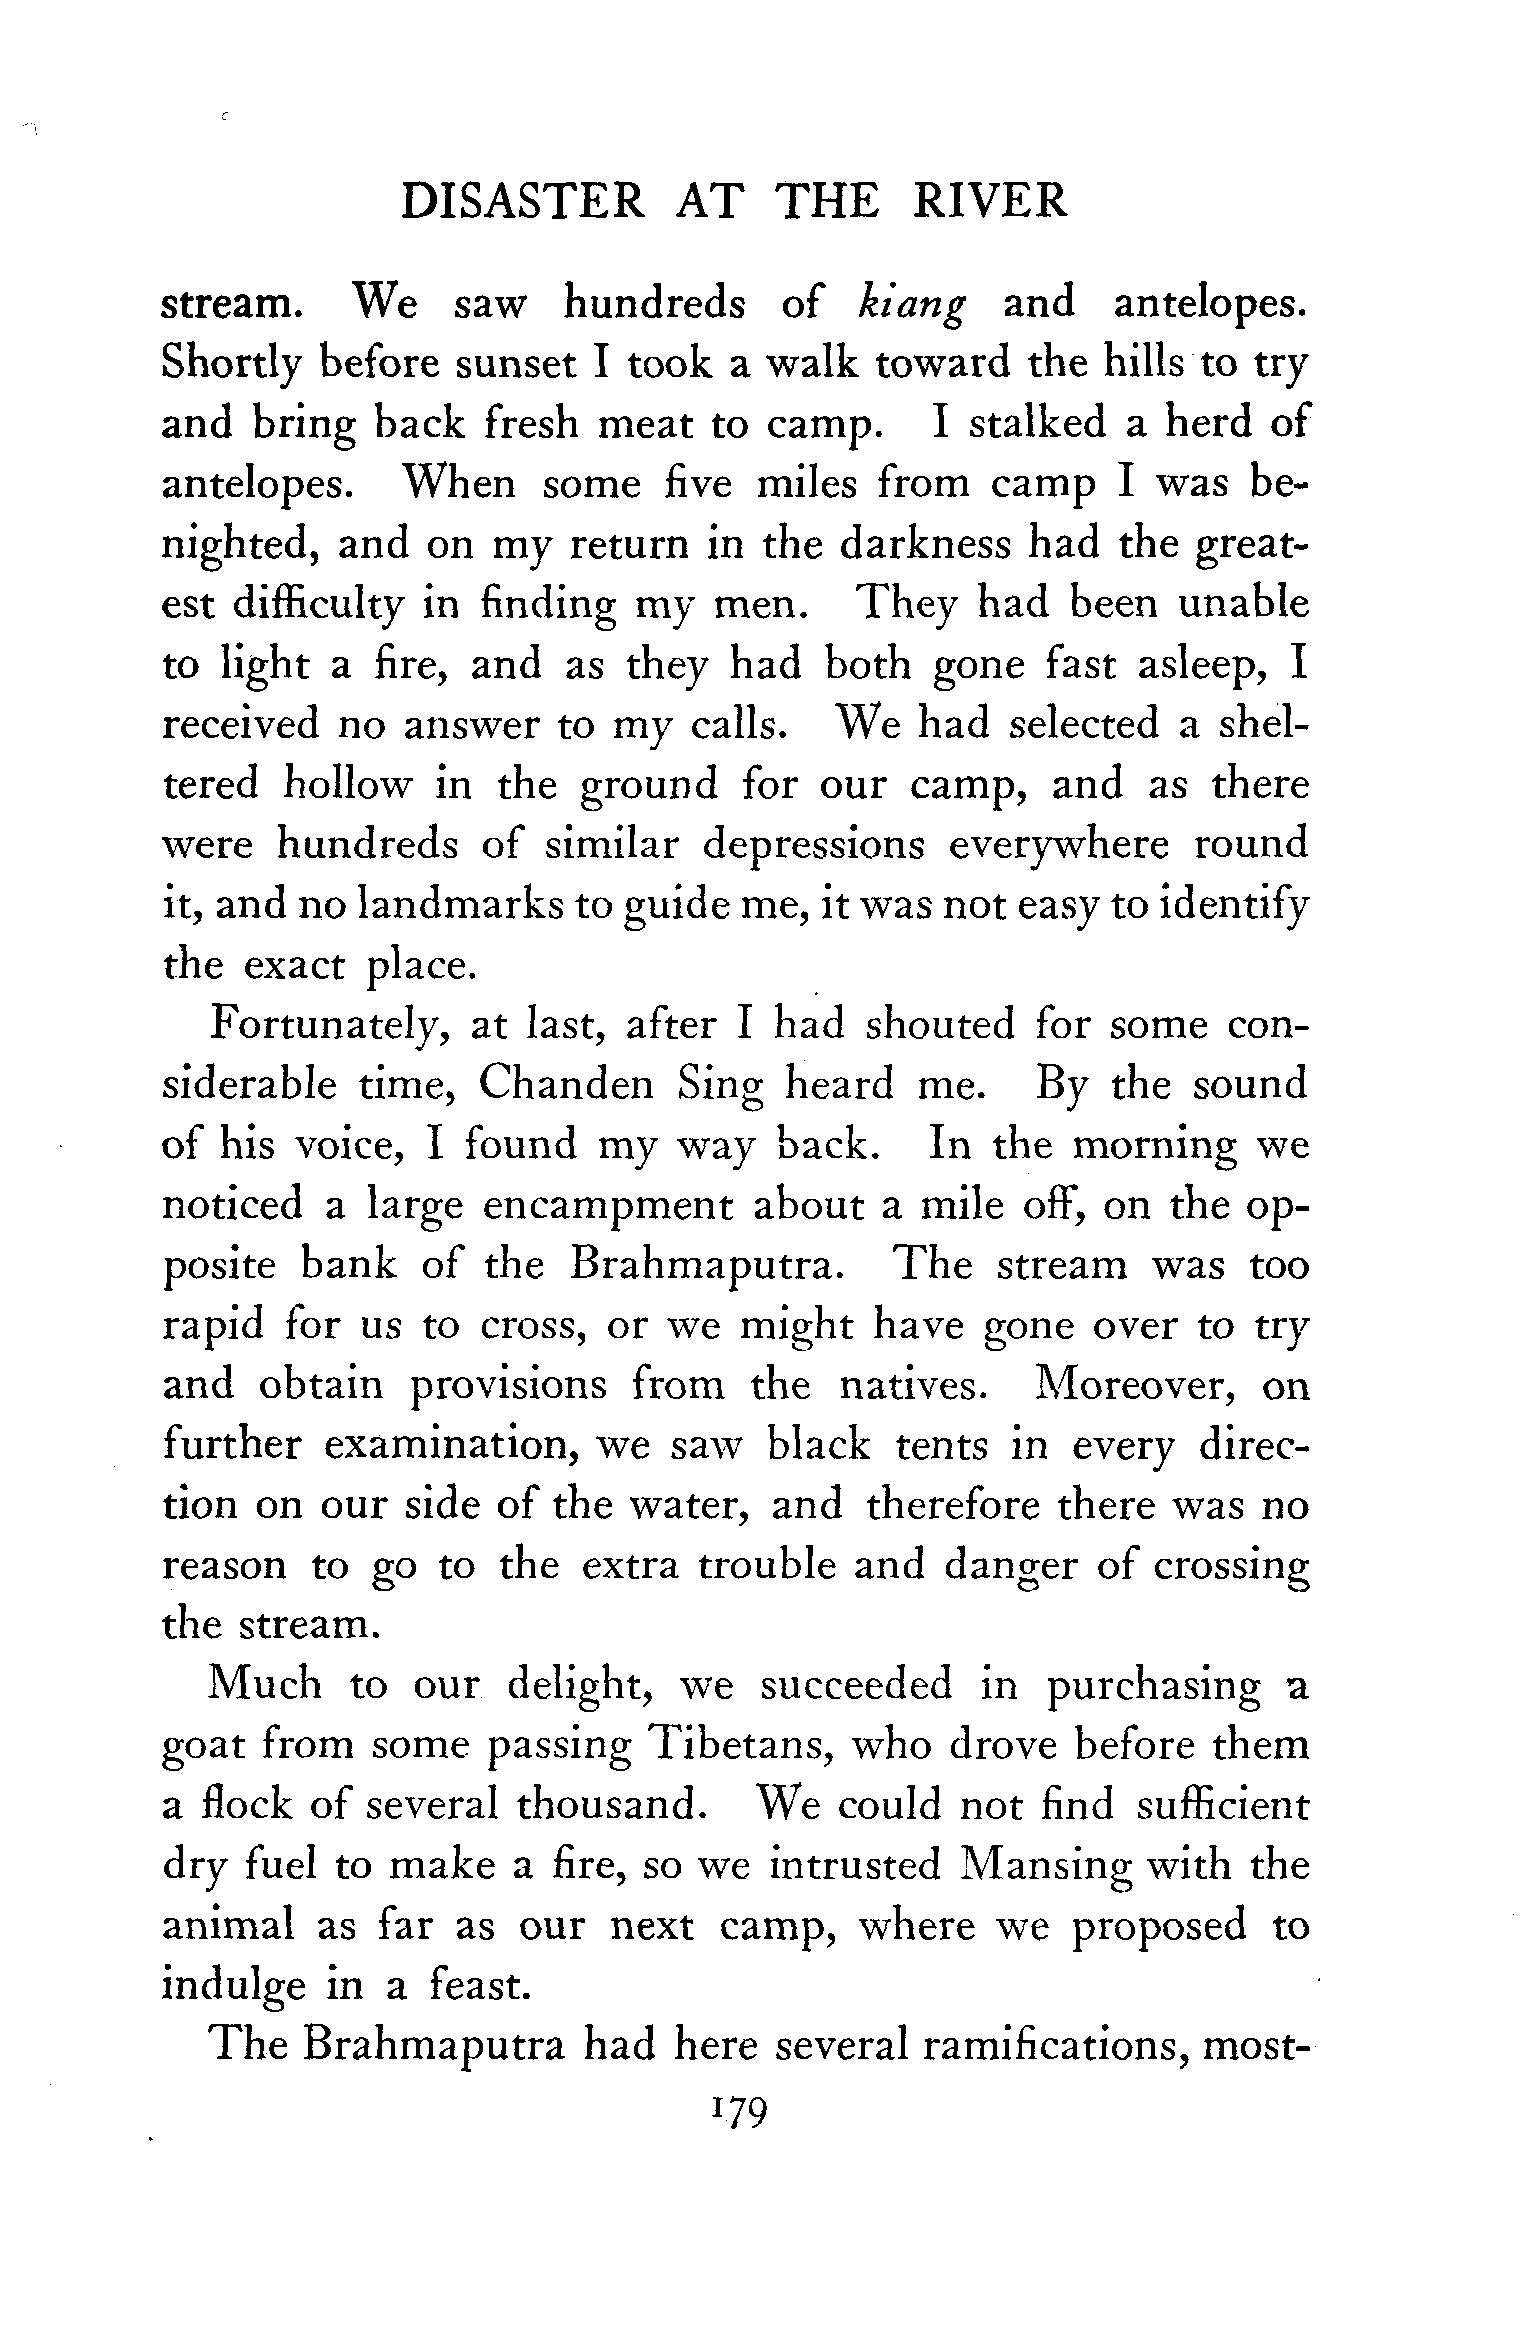 DISASTER AT THE RIVER
stream. We saw hundreds of kiang and antelopes.
Shortly before sunset I took a walk toward the hills to try
and bring back fresh meat to camp. I stalked a herd of
antelopes. When some five miles from camp I was be-
nighted, and on my return in the darkness had the great-
est difficulty in finding my men. They had been unable
to light a fire, and as they had both gone fast asleep, I
received no answer to my calls. We had selected a shel-
tered hollow in the ground for our camp, and as there
were hundreds of similar depressions everywhere round
it, and no landmarks to guide me, it was not easy to identify
the exact place.
Fortunately, at last, after I had shouted for some con-
siderable time, Chanden Sing heard me. By the sound
of his voice, I found my way back. In the morning we
noticed a large encampment about a mile off, on the op-
posite bank of the Brahmaputra. The stream was too
rapid for us to cross, or we might have gone over to try
and obtain provisions from the natives. Moreover, on
further examination, we saw black tents in every direc-
tion on our side of the water, and therefore there was no
reason to go to the extra trouble and danger of crossing
the stream.
Much to our delight, we succeeded in purchasing a
goat from some passing Tibetans, who drove before them
a flock of several thousand. We could not find sufficient
dry fuel to make a fire, so we intrusted Mansing with the
animal as far as our next camp, where we proposed to
indulge in a feast.
The Brahmaputra had here several ramifications, most-
179